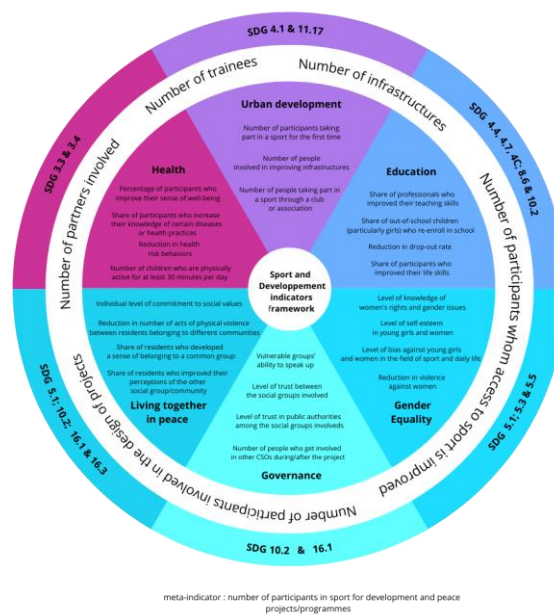 SDG 4.1 & 11.17
SDG 4.4, 4.7, 4C; 8.6 & 10.2
SDG 5.1; 5.3 & 5.5
SDG 10.2 & 16.1
SDG 5.1; 10.2; 16.1 & 16.3
SDG 3.3 & 3.4
Number of trainees
Number of infrastructures
Number of participants whom access to sport is improved
Number of participants involved in the design of projects
Number of partners involved
Urban development
Number of participants taking
part in a sport for the first time
Number of people
involved in improving infrastructures
Number of people taking part in a
sport through a club
or association
Education
Share of professionals who
improved their teaching skills
Share of out-of-school children
(particularly girls) who re-enroll in school
Reduction in drop-out rate
Share of participants who
improved their life skills
Level of knowledge of
women's rights and gender issues
Level of self-esteem
in young girls and women
Level of bias against young girls
and women in the field of sport and daily life
Reduction in violence
against women
Gender
Equality
Vulnerable groups'
ability to speak up
Level of trust between
the social groups involved
Level of trust in public authorities
among the social groups involveds
Number of people who get involved
in other CSOs during/after the project
Governance
Individual level of commitment to social values
Reduction in number of acts of physical violence
between residents belonging to different communities
Share of residents who developed
a sense of belonging to a common group
Share of residents who improved their
perceptions of the other
social group/community
Living together
in peace
Health
Percentage of participants who
improve their sense of well-being
Share of participants who increase
their knowledge of certain diseases
or health practices
Reduction in health
risk behaviors
Number of children who are physically
active for at least 30 minutes per day
Sport and
Developpement
indicators
framework
meta-indicator : number of participants in sport for development and peace
projects/programmes